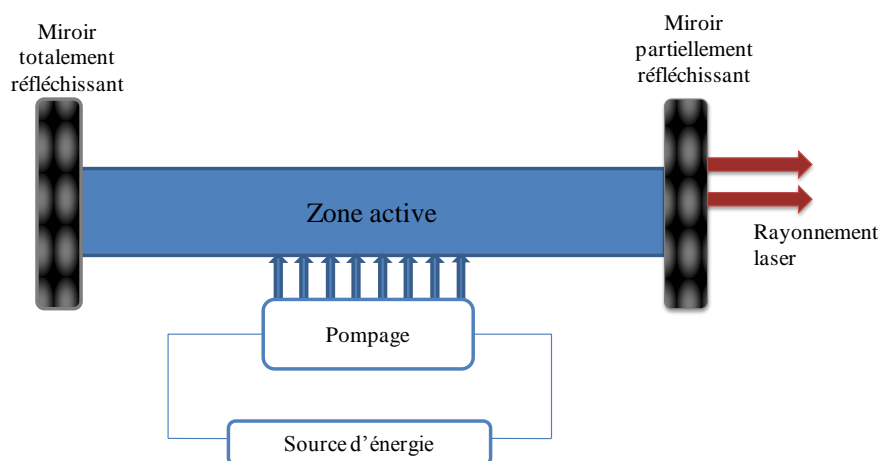 Miroir
totalement
réfléchissant
Miroir
partiellement
réfléchissant
Zone active
Rayonnement
laser
Pompage
Source d’énergie